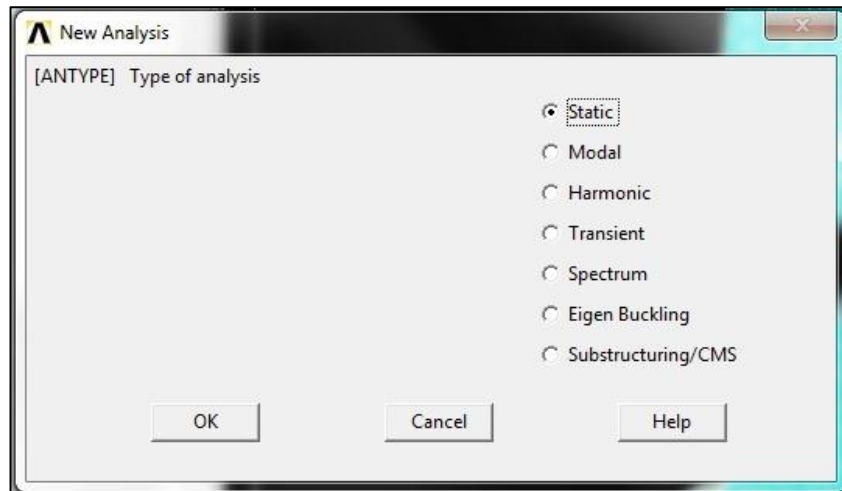 New Analysis
[ANTYPE] Type of analysis
Static
Modal
Harmonic
Transient
Spectrum
Eigen Buckling
Substructuring/CMS
OK Cancel Help